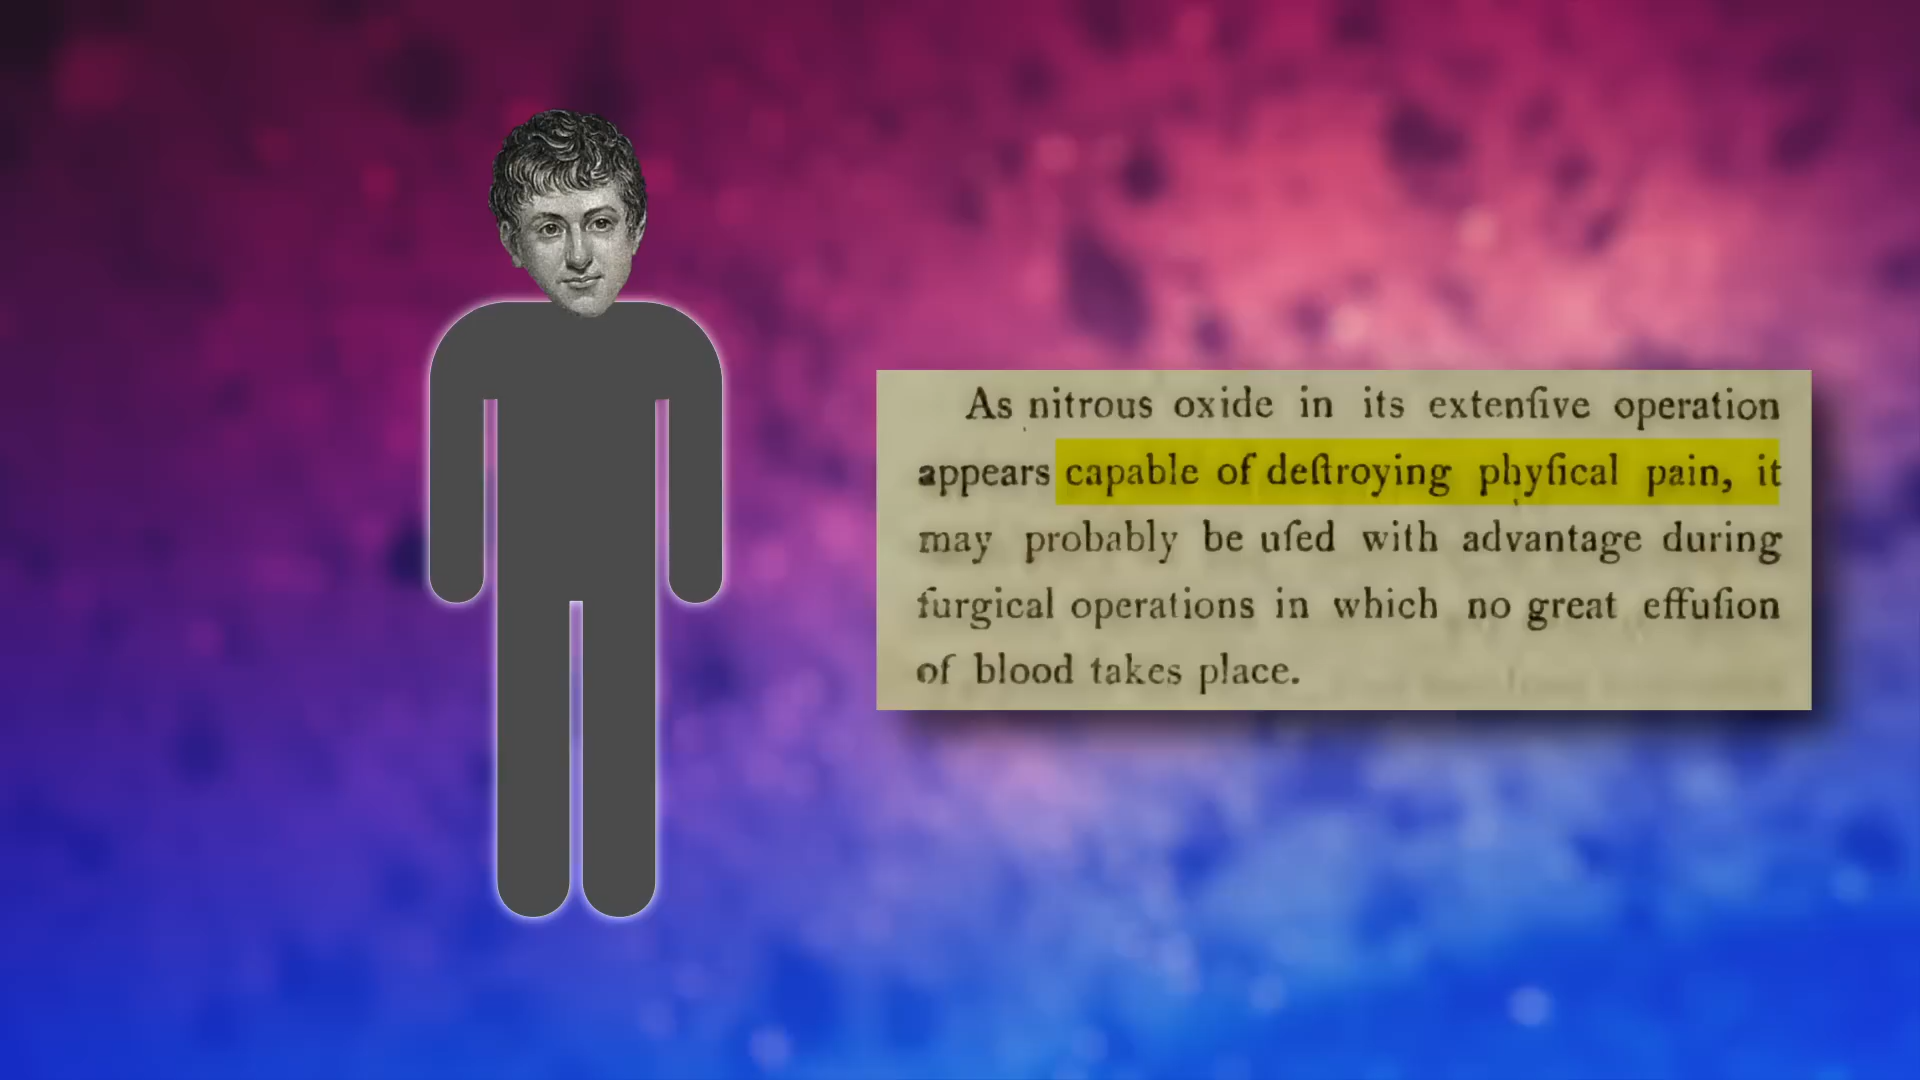 As nitrous oxide in its extenſive operation
appears capable of deſtroying phyſical pain, it
may probably be uſed with advantage during
ſurgical operations in which no great effuſion
of blood takes place.